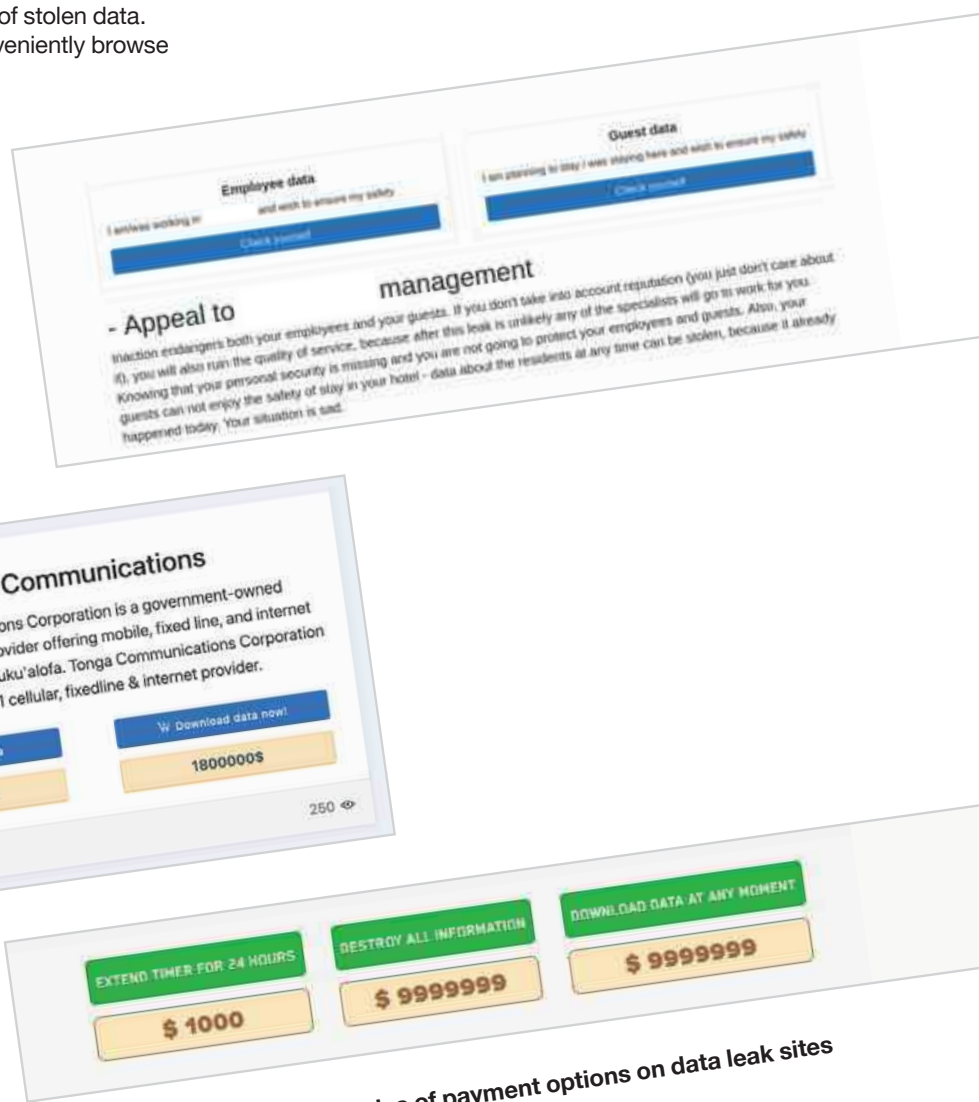 of stolen data.
veniently browse
Employee data
I am/was working in and wish to ensure my safety
Check yourself
Guest data
I am planning to stay / was staying here and wish to ensure my safety
Check yourself
- Appeal to management
Inaction endangers both your employees and your guests. If you don't take into account reputation (you just don't care about
it), you will also ruin the quality of service, because after this leak is unlikely any of the specialists will go to work for you.
Knowing that your personal security is missing and you are not going to protect your employees and guests. Also, your
guests can not enjoy the safety of stay in your hotel - data about the residents at any time can be stolen, because it already
happened today. Your situation is sad.
Communications
ons Corporation is a government-owned
ovider offering mobile, fixed line, and internet
uku'alofa. Tonga Communications Corporation
1 cellular, fixedline & internet provider.
Download data now!
1800000$
250
EXTEND TIMER FOR 24 HOURS
$ 1000
DESTROY ALL INFORMATION
$ 9999999
DOWNLOAD DATA AT ANY MOMENT
$ 9999999
of payment options on data leak sites